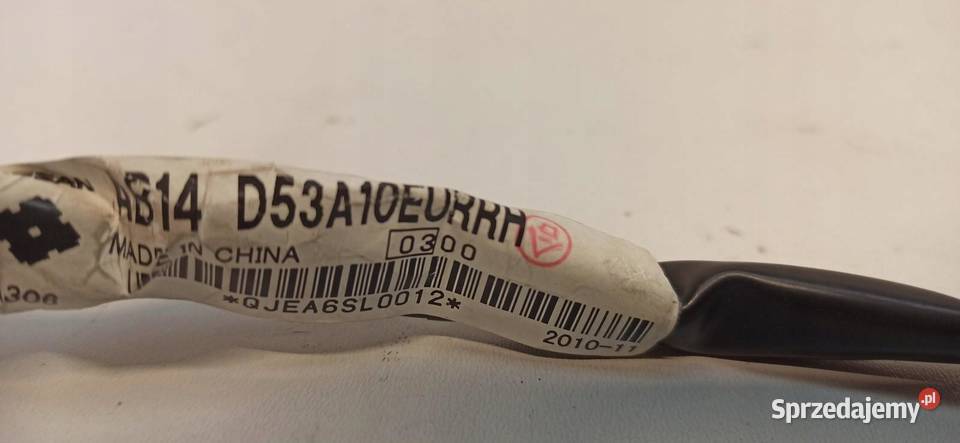 AB14 D53A10EURRH
MADE IN CHINA 0300
*QJEA6SL0012*
2010-11
Sprzedajemy.pl